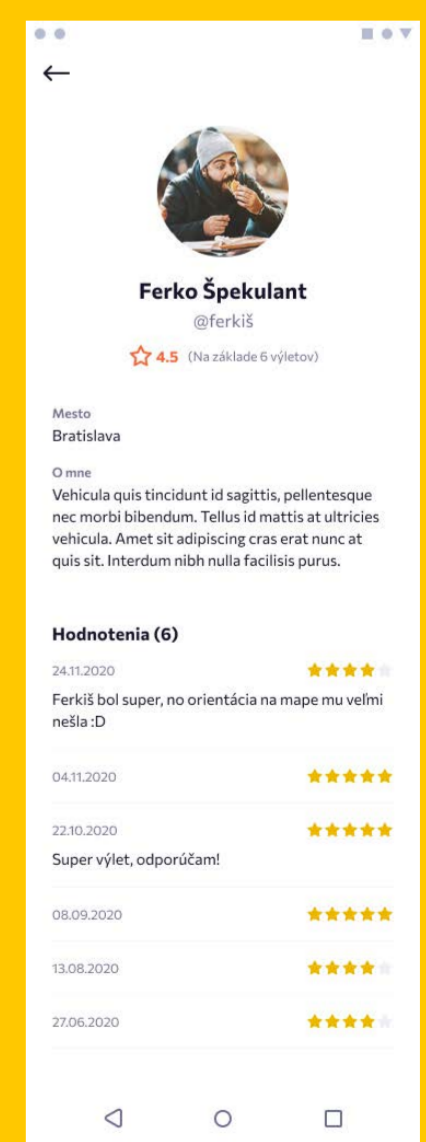 Ferko Špekulant
@ferkiš
4.5 (Na základe 6 výletov)
Mesto
Bratislava
O mne
Vehicula quis tincidunt id sagittis, pellentesque
nec morbi bibendum. Tellus id mattis at ultricies
vehicula. Amet sit adipiscing cras erat nunc at
quis sit. Interdum nibh nulla facilisis purus.
Hodnotenia (6)
24.11.2020
Ferkiš bol super, no orientácia na mape mu veľmi
nešla :D
04.11.2020
22.10.2020
Super výlet, odporúčam!
08.09.2020
13.08.2020
27.06.2020